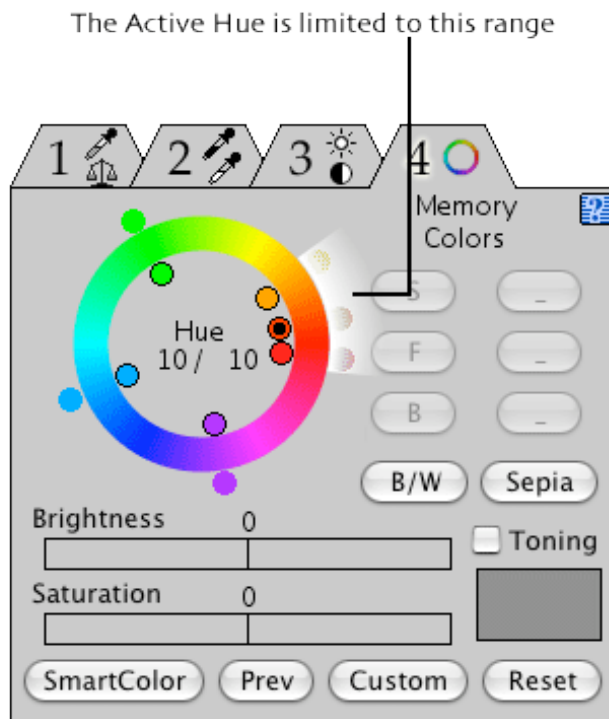 The Active Hue is limited to this range
1 2 3 4
Memory
Colors
?
Hue
10 / 10
S _
F _
B _
B/W Sepia
Brightness 0
Toning
Saturation 0
SmartColor Prev Custom Reset